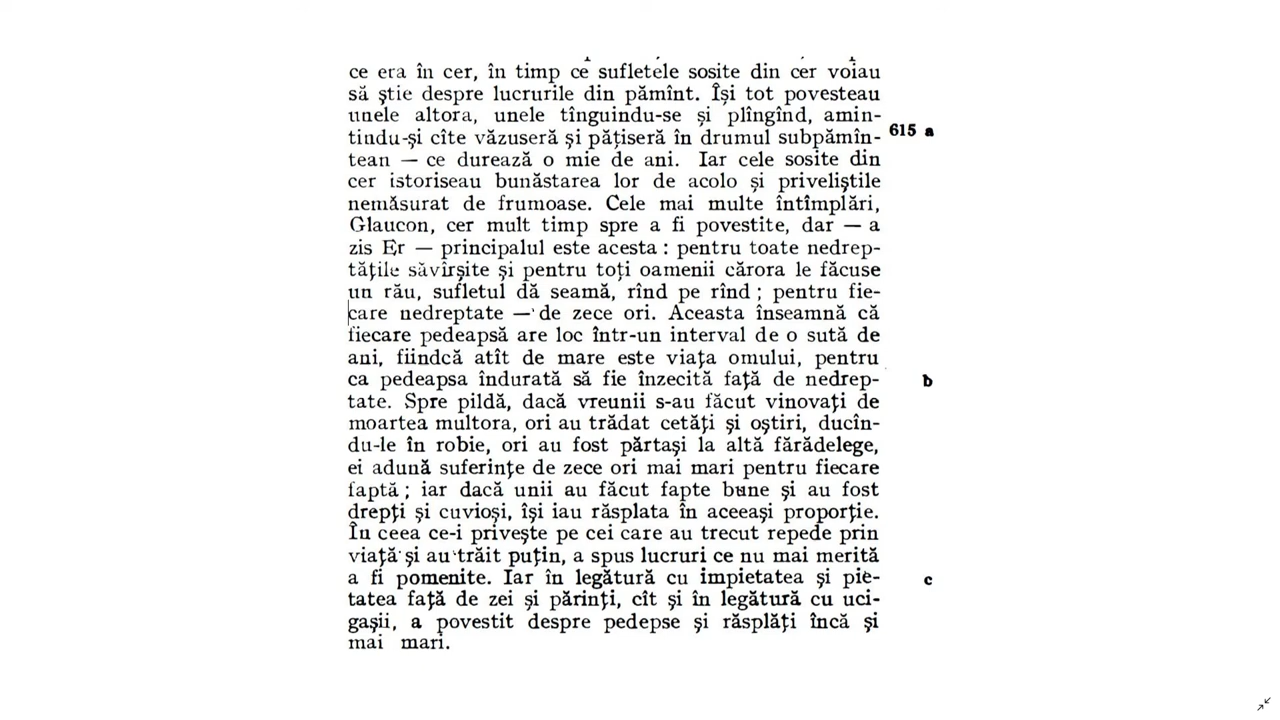 ce era în cer, în timp ce sufletele sosite din cer voiau
să ştie despre lucrurile din pămînt. Îşi tot povesteau
unele altora, unele tînguindu-se şi plîngînd, amin-
tindu-şi cîte văzuseră şi păţiseră în drumul subpămîn-
615 a
tean — ce durează o mie de ani. Iar cele sosite din
cer istoriseau bunăstarea lor de acolo şi priveliştile
nemăsurat de frumoase. Cele mai multe întîmplări,
Glaucon, cer mult timp spre a fi povestite, dar — a
zis Er — principalul este acesta : pentru toate nedrep-
tăţile săvîrşite şi pentru toţi oamenii cărora le făcuse
un rău, sufletul dă seamă, rînd pe rînd ; pentru fie-
care nedreptate — de zece ori. Aceasta înseamnă că
fiecare pedeapsă are loc într-un interval de o sută de
ani, fiindcă atît de mare este viaţa omului, pentru
ca pedeapsa îndurată să fie înzecită faţă de nedrep-
b
tate. Spre pildă, dacă vreunii s-au făcut vinovaţi de
moartea multora, ori au trădat cetăţi şi oştiri, ducîn-
du-le în robie, ori au fost părtaşi la altă fărădelege,
ei adună suferinţe de zece ori mai mari pentru fiecare
faptă ; iar dacă unii au făcut fapte bune şi au fost
drepţi şi cuvioşi, îşi iau răsplata în aceeaşi proporţie.
În ceea ce-i priveşte pe cei care au trecut repede prin
viaţă şi au trăit puţin, a spus lucruri ce nu mai merită
a fi pomenite. Iar în legătură cu impietatea şi pie-
c
tatea faţă de zei şi părinţi, cît şi în legătură cu uci-
gaşii, a povestit despre pedepse şi răsplăţi încă şi
mai mari.